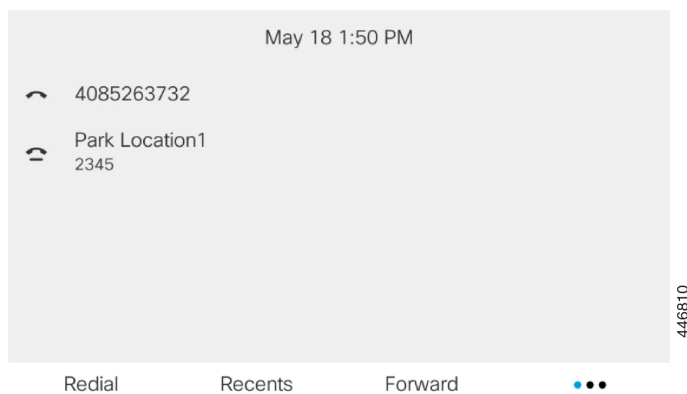 May 18 1:50 PM
4085263732
Park Location1
2345
446810
Redial Recents Forward